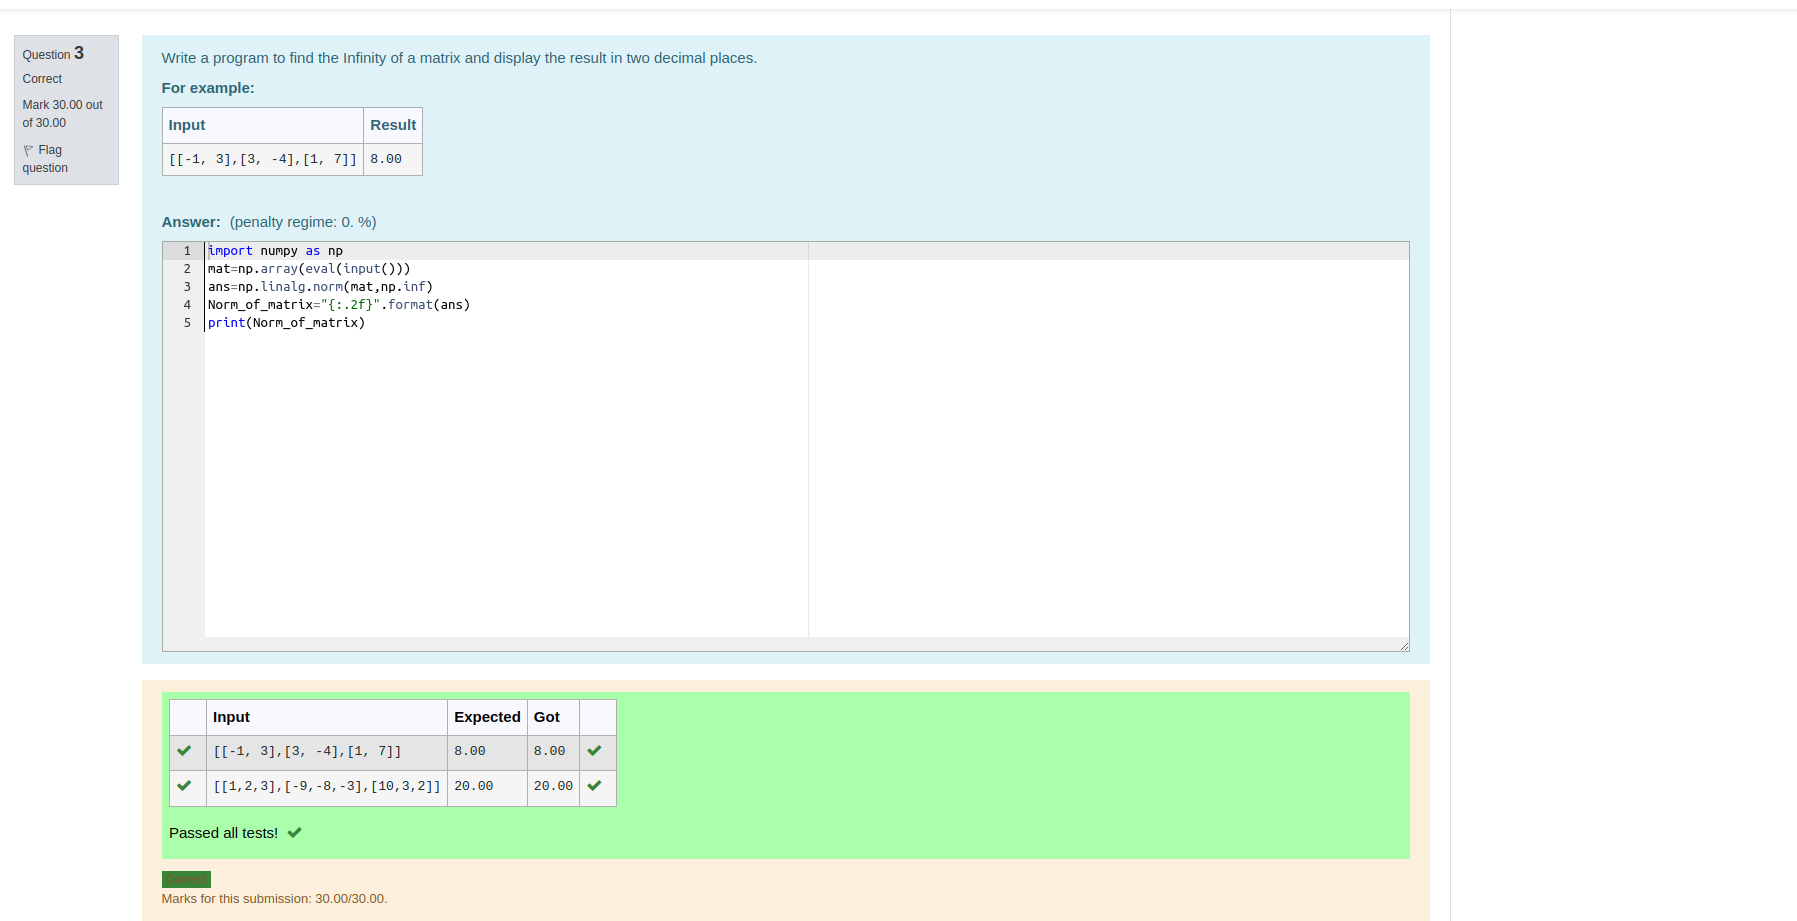 Question 3
Correct
Mark 30.00 out
of 30.00
Flag
question
Write a program to find the Infinity of a matrix and display the result in two decimal places.
For example:
Input Result
[[-1, 3],[3, -4],[1, 7]] 8.00
Answer: (penalty regime: 0. %)
1 import numpy as np
2 mat=np.array(eval(input()))
3 ans=np.linalg.norm(mat,np.inf)
4 Norm_of_matrix="{:.2f}".format(ans)
5 print(Norm_of_matrix)
Input Expected Got
[[-1, 3],[3, -4],[1, 7]] 8.00 8.00
[[1,2,3],[-9,-8,-3],[10,3,2]] 20.00 20.00
Passed all tests!
Correct
Marks for this submission: 30.00/30.00.